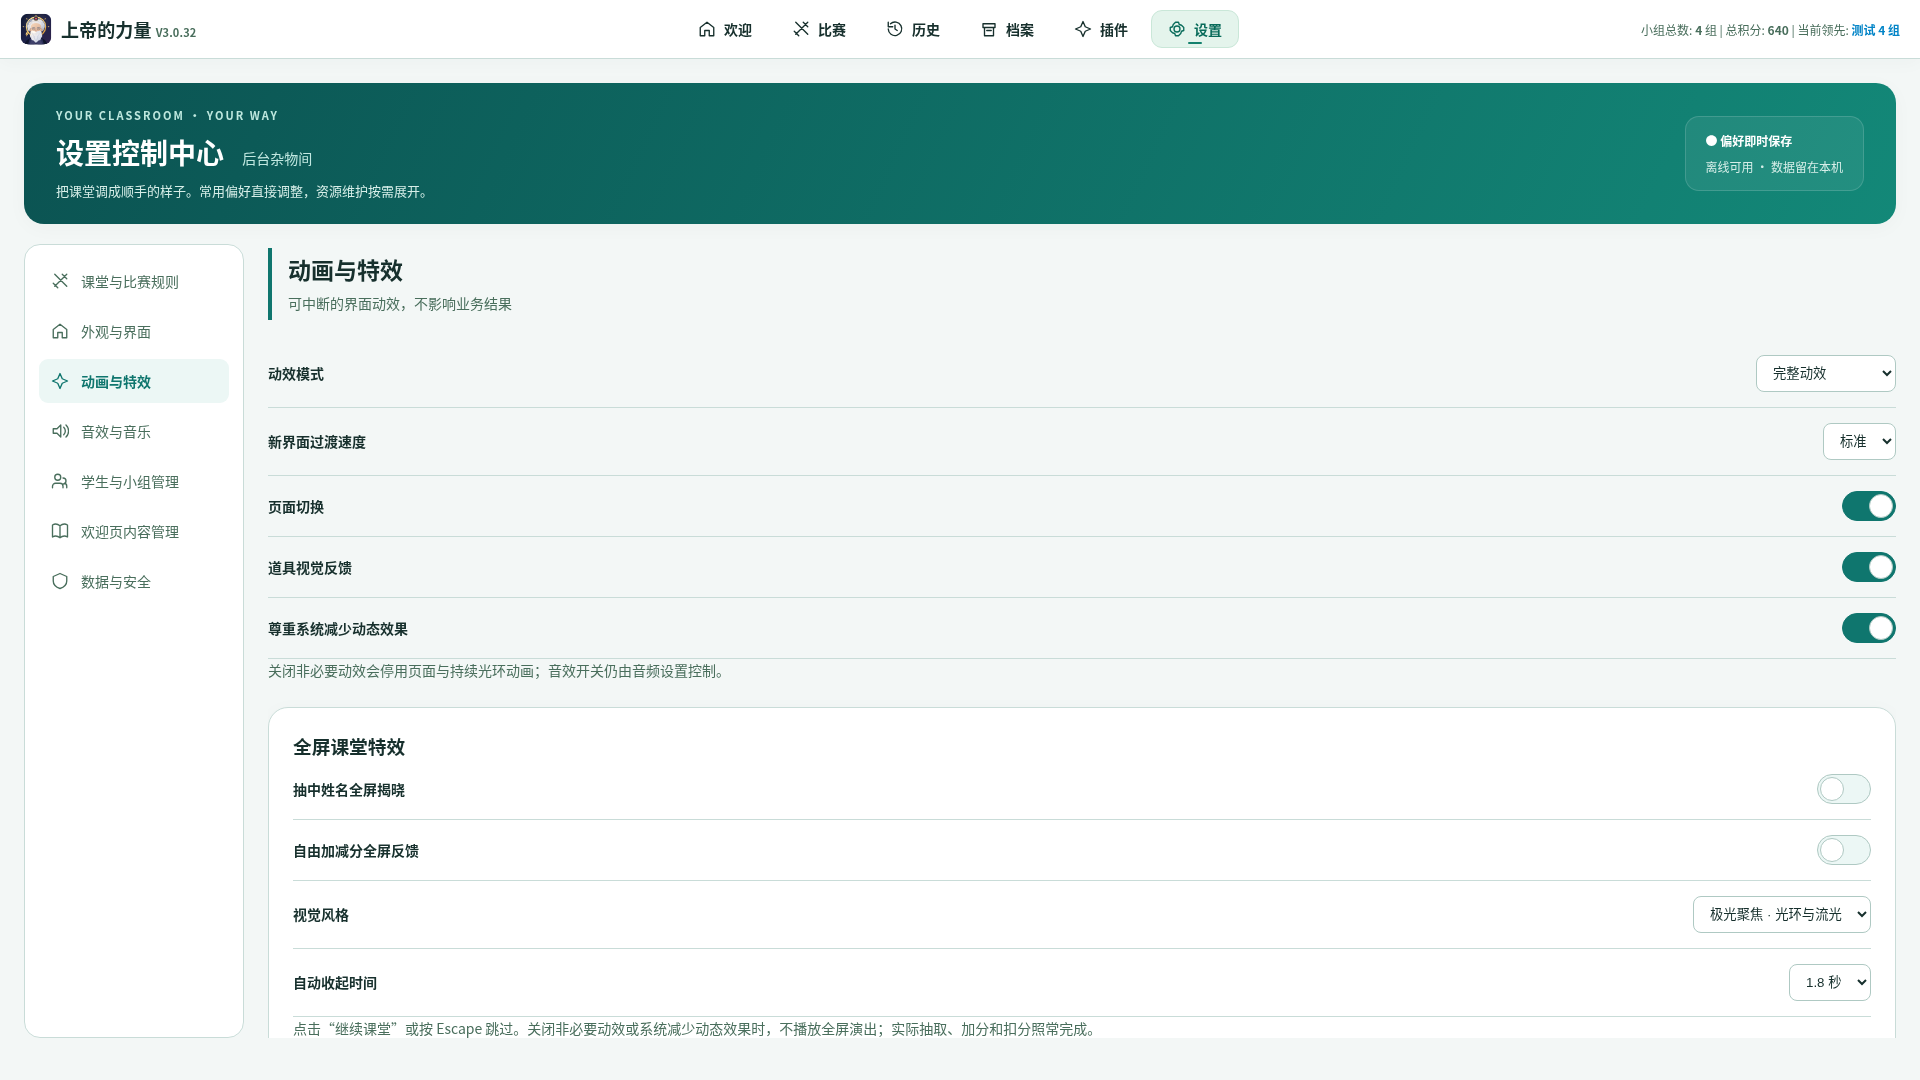 上帝的力量 V3.0.32
欢迎
比赛
历史
档案
插件
设置
小组总数: 4 组 | 总积分: 640 | 当前领先: 测试 4 组
YOUR CLASSROOM · YOUR WAY
设置控制中心 后台杂物间
把课堂调成顺手的样子。常用偏好直接调整，资源维护按需展开。
偏好即时保存
离线可用 · 数据留在本机
课堂与比赛规则
外观与界面
动画与特效
音效与音乐
学生与小组管理
欢迎页内容管理
数据与安全
动画与特效
可中断的界面动效，不影响业务结果
动效模式
完整动效
新界面过渡速度
标准
页面切换
道具视觉反馈
尊重系统减少动态效果
关闭非必要动效会停用页面与持续光环动画；音效开关仍由音频设置控制。
全屏课堂特效
抽中姓名全屏揭晓
自由加减分全屏反馈
视觉风格
极光聚焦 · 光环与流光
自动收起时间
1.8 秒
点击“继续课堂”或按 Escape 跳过。关闭非必要动效或系统减少动态效果时，不播放全屏演出；实际抽取、加分和扣分照常完成。